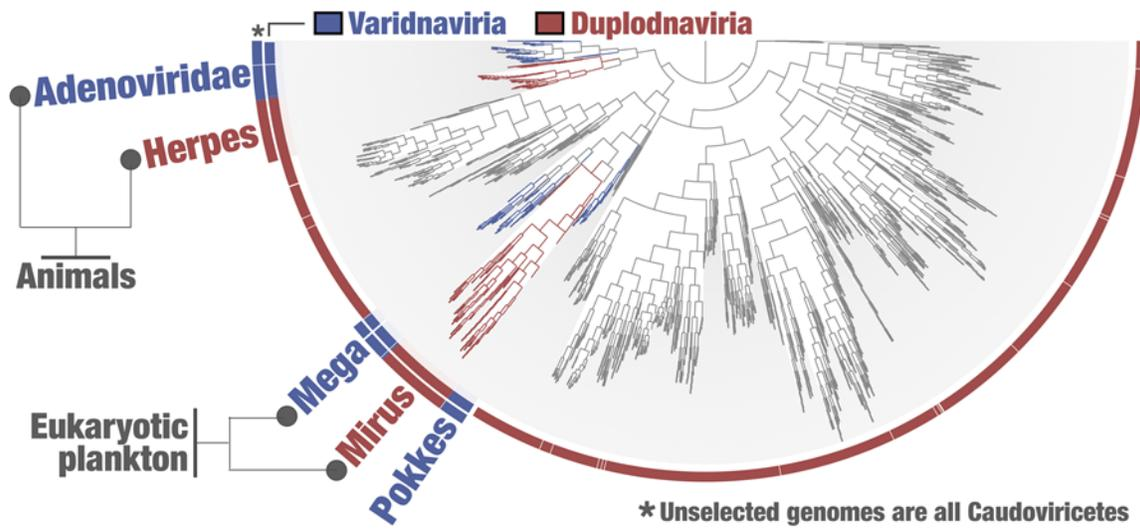 * Varidnaviria Duplodnaviria
Adenoviridae
Herpes
Animals
Mega
Mirus
Pokkes
Eukaryotic
plankton
* Unselected genomes are all Caudoviricetes